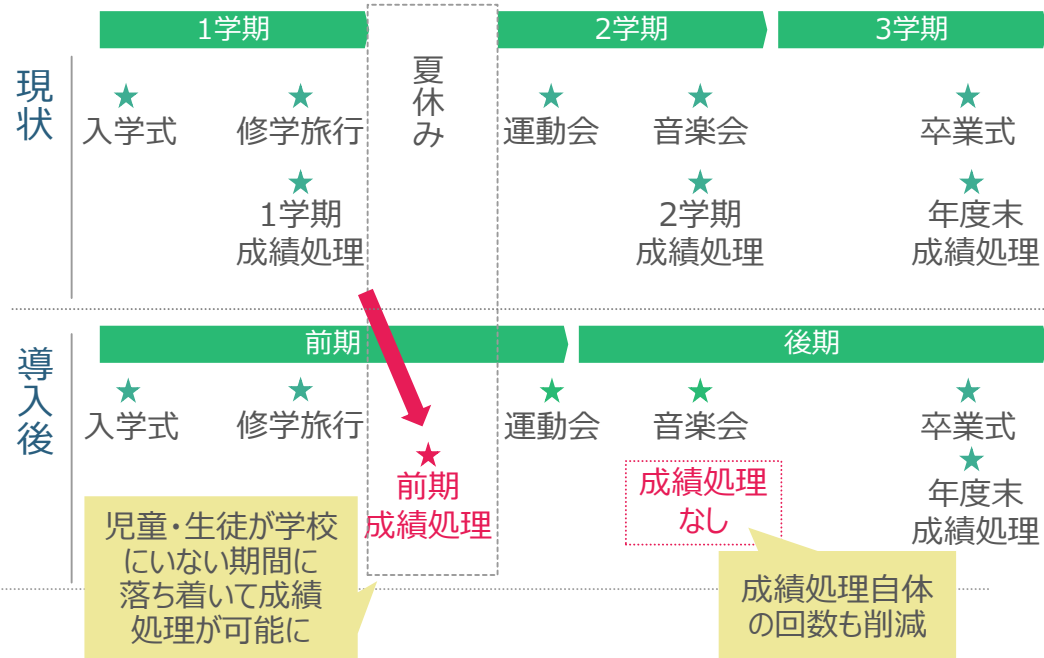 1学期
2学期
3学期
現状
夏休み
★
入学式
★
修学旅行
★
運動会
★
音楽会
★
卒業式
★
1学期
成績処理
★
2学期
成績処理
★
年度末
成績処理
導入後
前期
後期
★
入学式
★
修学旅行
★
運動会
★
音楽会
★
卒業式
★
前期
成績処理
成績処理
なし
★
年度末
成績処理
児童・生徒が学校
にいない期間に
落ち着いて成績
処理が可能に
成績処理自体
の回数も削減